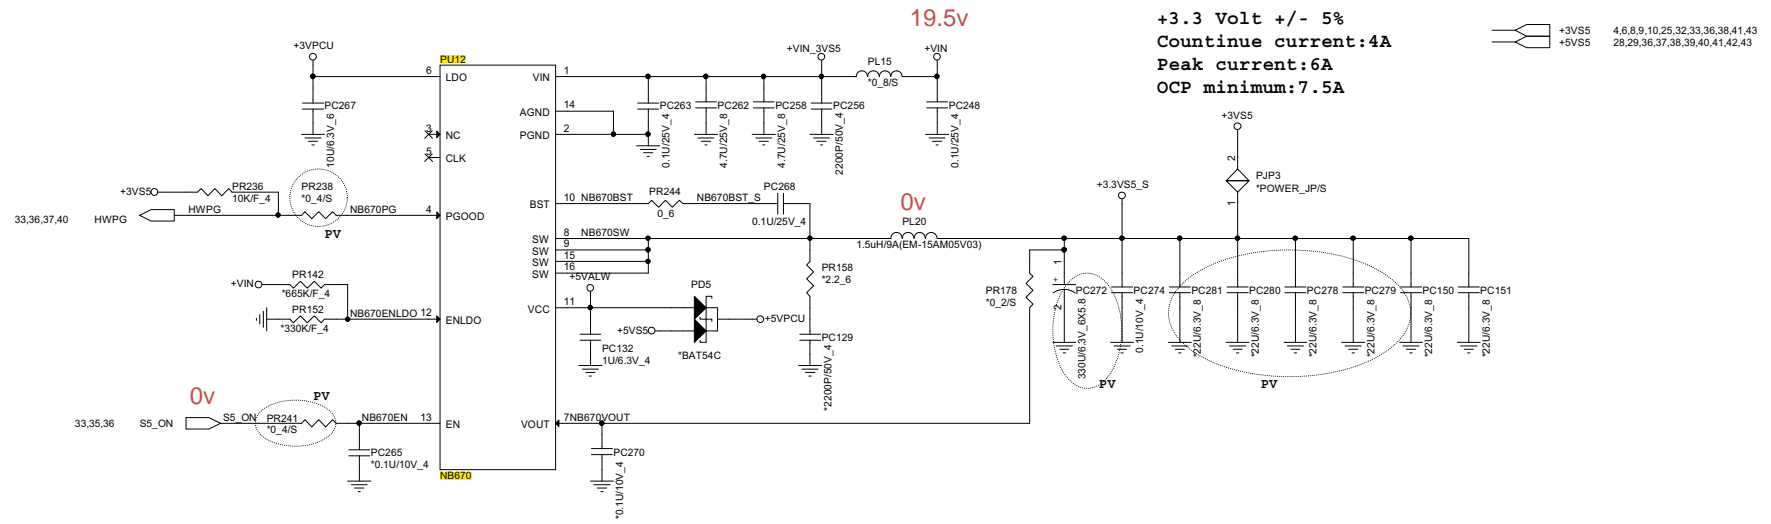 19.5v
+3.3 Volt +/- 5%
Countinue current:4A
Peak current:6A
OCP minimum:7.5A
+3VS5 4,6,8,9,10,25,32,33,36,38,41,43
+5VS5 28,29,36,37,38,39,40,41,42,43
+3VPCU
PU12
+VIN_3VS5
+VIN
PL15
*0_8/S
6 LDO
VIN 1
PC267
10U/6.3V_6
3 NC
5 CLK
AGND 14
PGND 2
PC263
0.1U/25V_4
PC262
4.7U/25V_8
PC258
4.7U/25V_8
PC256
2200P/50V_4
PC248
0.1U/25V_4
+3VS5
2
PJP3
*POWER_JP/S
1
+3VS5
PR236
10K/F_4
PR238
*0_4/S
33,36,37,40 HWPG
HWPG
NB670PG 4 PGOOD
PV
BST 10 NB670BST
PR244
0_6
NB670BST_S
PC268
0.1U/25V_4
0v
PL20
1.5uH/9A(EM-15AM05V03)
+3.3VS5_S
SW 8 NB670SW
SW 9
SW 15
SW 16
+5VALW
PR158
*2.2_6
PC129
*2200P/50V_4
+VIN
PR142
*665K/F_4
PR152
*330K/F_4
NB670ENLDO 12 ENLDO
VCC 11
PD5
+5VS5
+5VPCU
*BAT54C
PC132
1U/6.3V_4
PR178
*0_2/S
1
+
2
PC272
330U/6.3V_6X5.8
PC274
0.1U/10V_4
PC281
*22U/6.3V_8
PC280
*22U/6.3V_8
PC278
*22U/6.3V_8
PC279
*22U/6.3V_8
PC150
*22U/6.3V_8
PC151
*22U/6.3V_8
PV
PV
0v
PV
33,35,36 S5_ON
S5_ON
PR241
*0_4/S
NB670EN 13 EN
PC265
*0.1U/10V_4
VOUT 7 NB670VOUT
PC270
*0.1U/10V_4
NB670